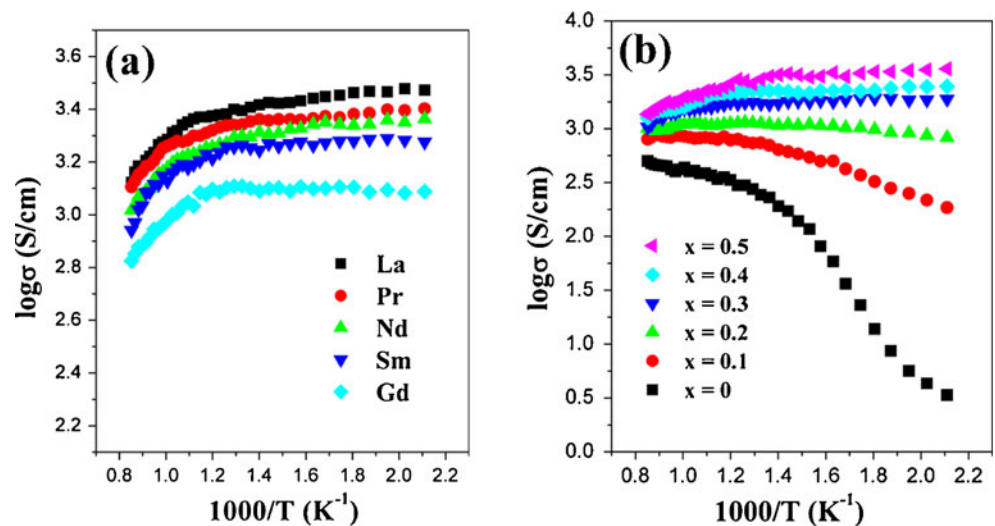 (a)
3.6
3.4
3.2
3.0
2.8
2.6
2.4
2.2
logσ (S/cm)
La
Pr
Nd
Sm
Gd
0.8 1.0 1.2 1.4 1.6 1.8 2.0 2.2
1000/T (K⁻¹)
(b)
4.0
3.5
3.0
2.5
2.0
1.5
1.0
0.5
0.0
logσ (S/cm)
x = 0.5
x = 0.4
x = 0.3
x = 0.2
x = 0.1
x = 0
0.8 1.0 1.2 1.4 1.6 1.8 2.0 2.2
1000/T (K⁻¹)